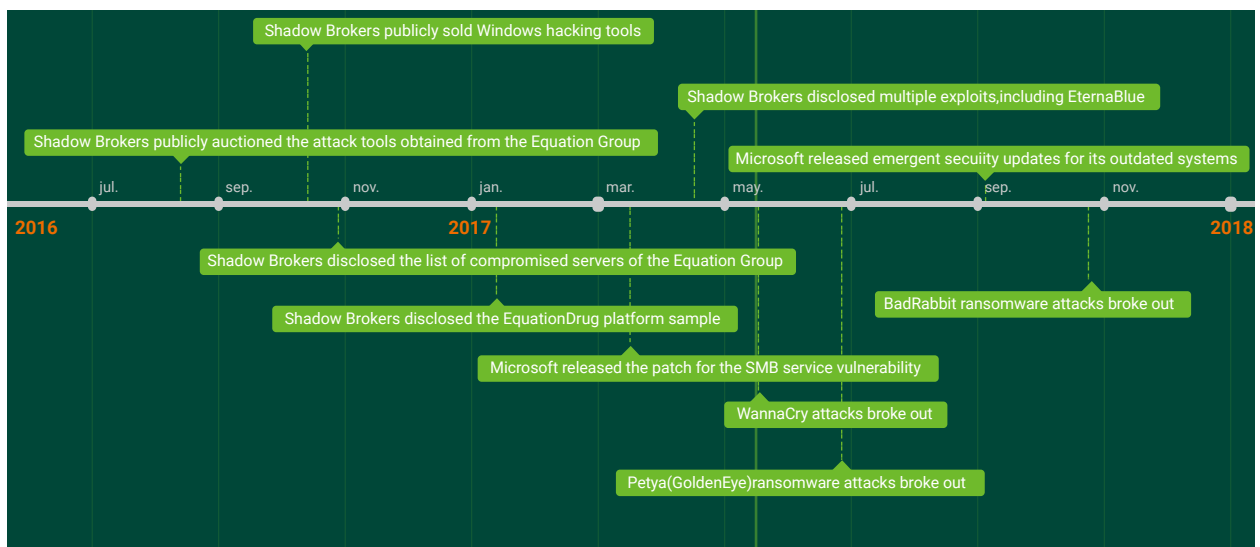 Shadow Brokers publicly sold Windows hacking tools
Shadow Brokers disclosed multiple exploits,including EternaBlue
Shadow Brokers publicly auctioned the attack tools obtained from the Equation Group
Microsoft released emergent secuiity updates for its outdated systems
jul. sep. nov. jan. mar. may. jul. sep. nov.
2016 2017 2018
Shadow Brokers disclosed the list of compromised servers of the Equation Group
BadRabbit ransomware attacks broke out
Shadow Brokers disclosed the EquationDrug platform sample
Microsoft released the patch for the SMB service vulnerability
WannaCry attacks broke out
Petya(GoldenEye)ransomware attacks broke out